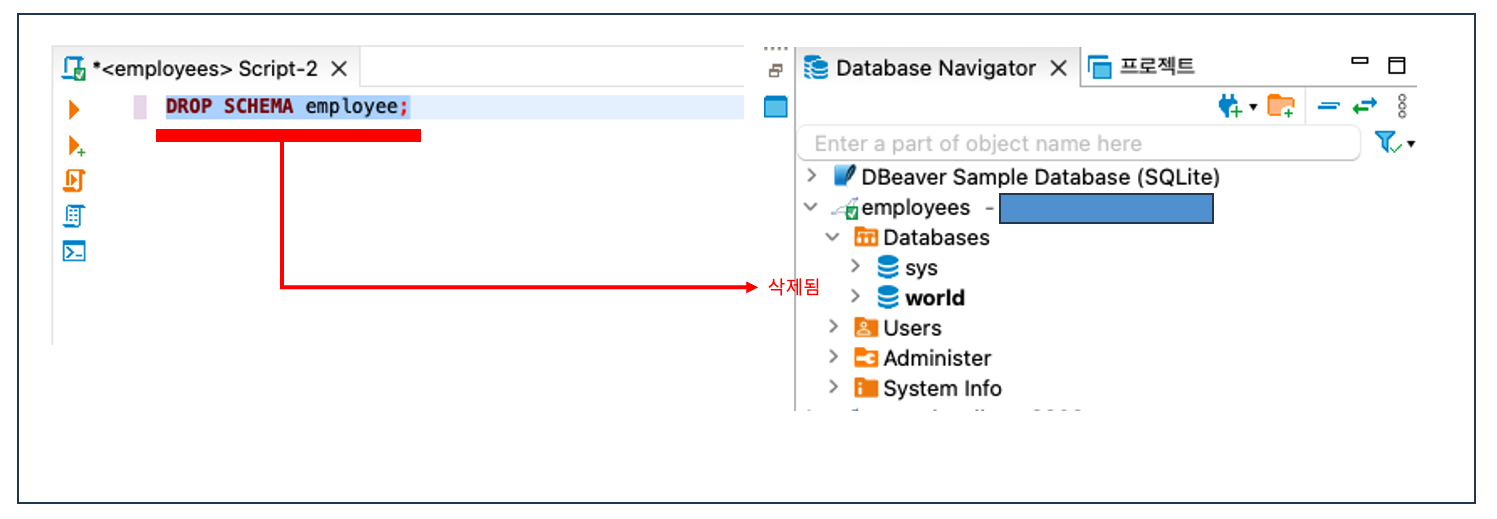 *<employees> Script-2
DROP SCHEMA employee;
삭제됨
Database Navigator
프로젝트
Enter a part of object name here
DBeaver Sample Database (SQLite)
employees -
Databases
sys
world
Users
Administer
System Info